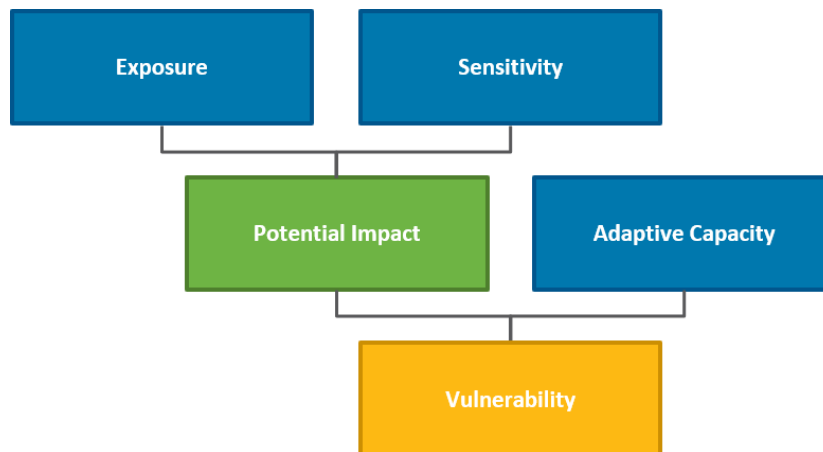 Exposure
Sensitivity
Potential Impact
Adaptive Capacity
Vulnerability